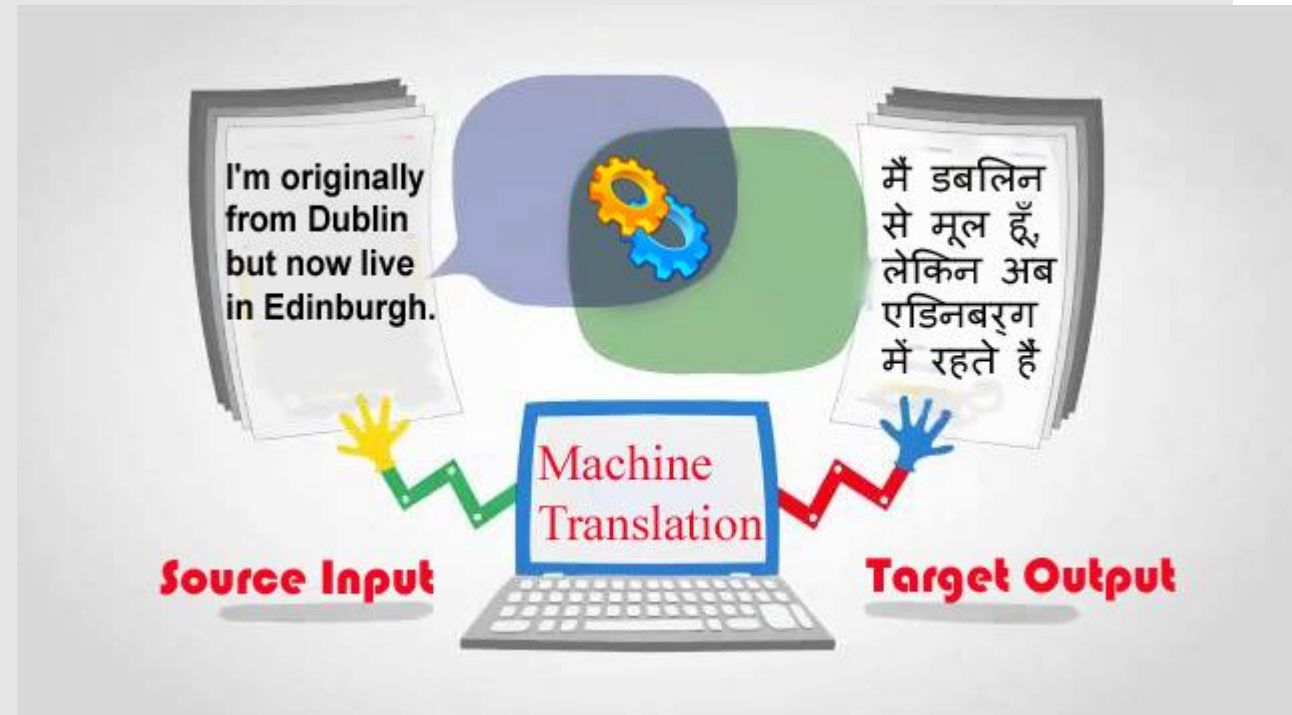 I'm originally
from Dublin
but now live
in Edinburgh.
मैं डबलिन
से मूल हूँ,
लेकिन अब
एडिनबर्ग
में रहते हैं
Machine
Translation
Source Input
Target Output